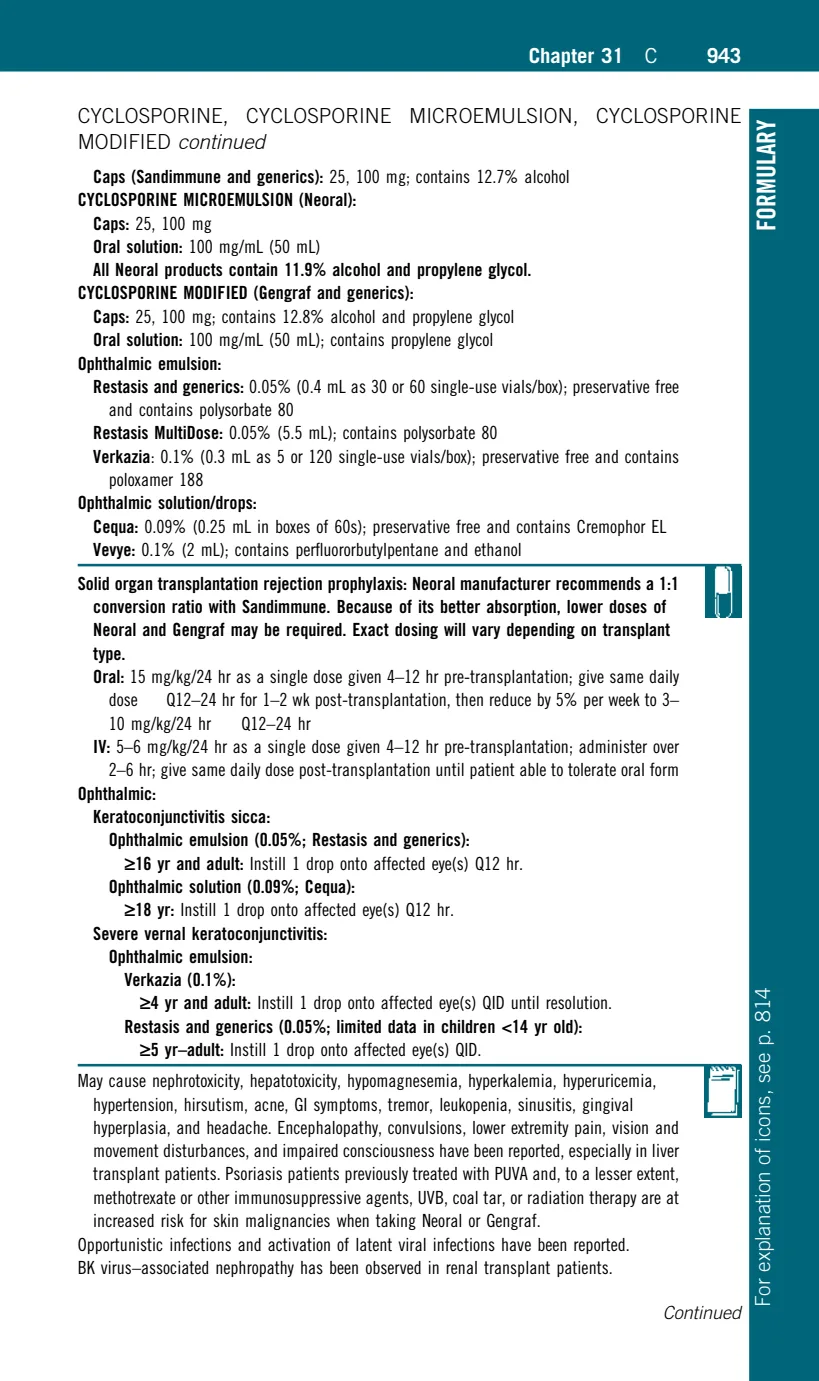 Chapter 31 C 943
CYCLOSPORINE, CYCLOSPORINE MICROEMULSION, CYCLOSPORINE
MODIFIED continued
Caps (Sandimmune and generics): 25, 100 mg; contains 12.7% alcohol
CYCLOSPORINE MICROEMULSION (Neoral):
Caps: 25, 100 mg
Oral solution: 100 mg/mL (50 mL)
All Neoral products contain 11.9% alcohol and propylene glycol.
CYCLOSPORINE MODIFIED (Gengraf and generics):
Caps: 25, 100 mg; contains 12.8% alcohol and propylene glycol
Oral solution: 100 mg/mL (50 mL); contains propylene glycol
Ophthalmic emulsion:
Restasis and generics: 0.05% (0.4 mL as 30 or 60 single-use vials/box); preservative free
and contains polysorbate 80
Restasis MultiDose: 0.05% (5.5 mL); contains polysorbate 80
Verkazia: 0.1% (0.3 mL as 5 or 120 single-use vials/box); preservative free and contains
poloxamer 188
Ophthalmic solution/drops:
Cequa: 0.09% (0.25 mL in boxes of 60s); preservative free and contains Cremophor EL
Vevye: 0.1% (2 mL); contains perfluororbutylpentane and ethanol
Solid organ transplantation rejection prophylaxis: Neoral manufacturer recommends a 1:1
conversion ratio with Sandimmune. Because of its better absorption, lower doses of
Neoral and Gengraf may be required. Exact dosing will vary depending on transplant
type.
Oral: 15 mg/kg/24 hr as a single dose given 4–12 hr pre-transplantation; give same daily
dose Q12–24 hr for 1–2 wk post-transplantation, then reduce by 5% per week to 3–
10 mg/kg/24 hr Q12–24 hr
IV: 5–6 mg/kg/24 hr as a single dose given 4–12 hr pre-transplantation; administer over
2–6 hr; give same daily dose post-transplantation until patient able to tolerate oral form
Ophthalmic:
Keratoconjunctivitis sicca:
Ophthalmic emulsion (0.05%; Restasis and generics):
≥16 yr and adult: Instill 1 drop onto affected eye(s) Q12 hr.
Ophthalmic solution (0.09%; Cequa):
≥18 yr: Instill 1 drop onto affected eye(s) Q12 hr.
Severe vernal keratoconjunctivitis:
Ophthalmic emulsion:
Verkazia (0.1%):
≥4 yr and adult: Instill 1 drop onto affected eye(s) QID until resolution.
Restasis and generics (0.05%; limited data in children <14 yr old):
≥5 yr–adult: Instill 1 drop onto affected eye(s) QID.
May cause nephrotoxicity, hepatotoxicity, hypomagnesemia, hyperkalemia, hyperuricemia,
hypertension, hirsutism, acne, GI symptoms, tremor, leukopenia, sinusitis, gingival
hyperplasia, and headache. Encephalopathy, convulsions, lower extremity pain, vision and
movement disturbances, and impaired consciousness have been reported, especially in liver
transplant patients. Psoriasis patients previously treated with PUVA and, to a lesser extent,
methotrexate or other immunosuppressive agents, UVB, coal tar, or radiation therapy are at
increased risk for skin malignancies when taking Neoral or Gengraf.
Opportunistic infections and activation of latent viral infections have been reported.
BK virus–associated nephropathy has been observed in renal transplant patients.
Continued
FORMULARY
For explanation of icons, see p. 814